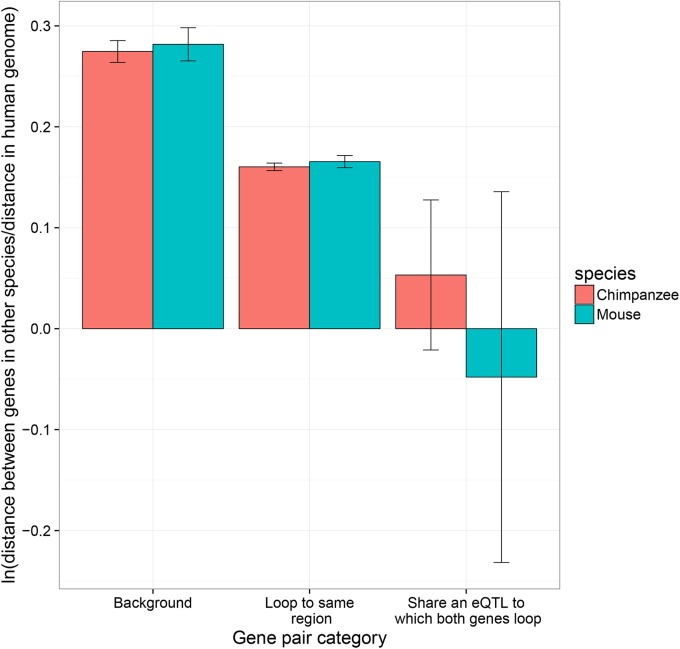 ln(distance between genes in other species/distance in human genome)
0.3
0.2
0.1
0.0
−0.1
−0.2
Background
Loop to same
region
Share an eQTL to
which both genes loop
Gene pair category
species
Chimpanzee
Mouse